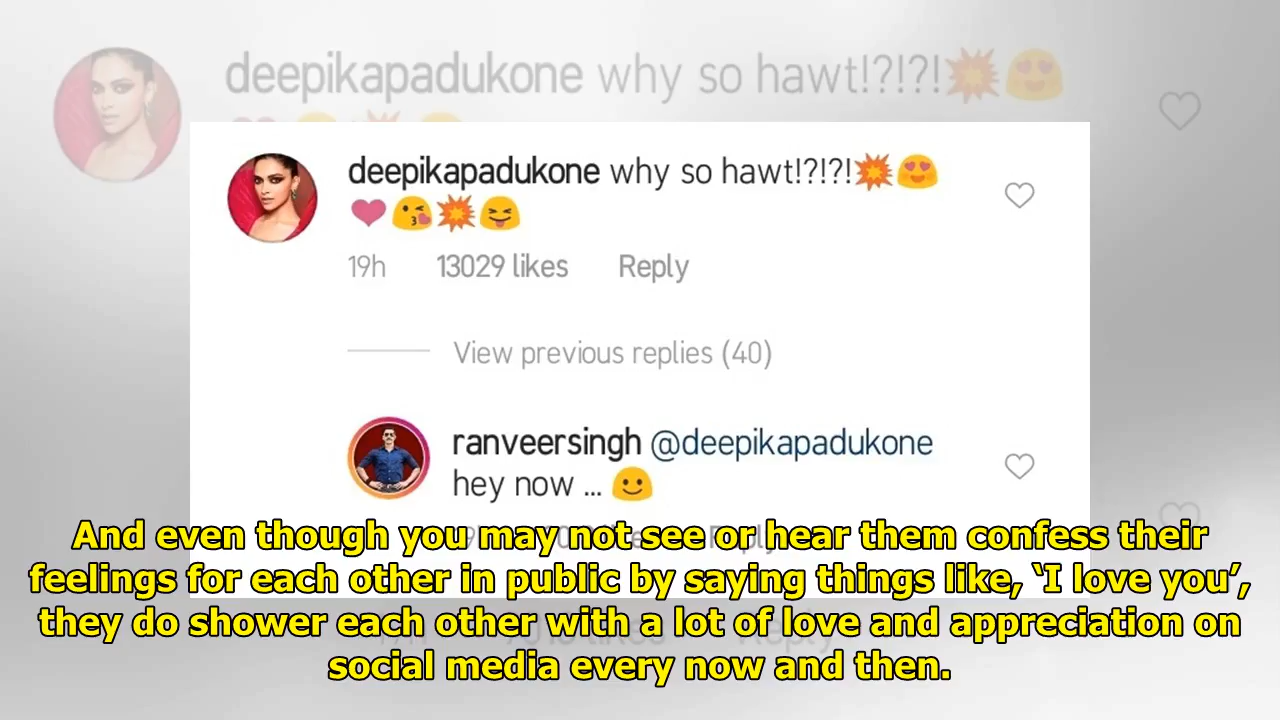 deepikapadukone why so hawt!?!?!💥😍
deepikapadukone why so hawt!?!?!💥😍
❤️😘💥😝
19h 13029 likes Reply
View previous replies (40)
ranveersingh @deepikapadukone
hey now ... 🙂
And even though you may not see or hear them confess their
feelings for each other in public by saying things like, ‘I love you’,
they do shower each other with a lot of love and appreciation on
social media every now and then.